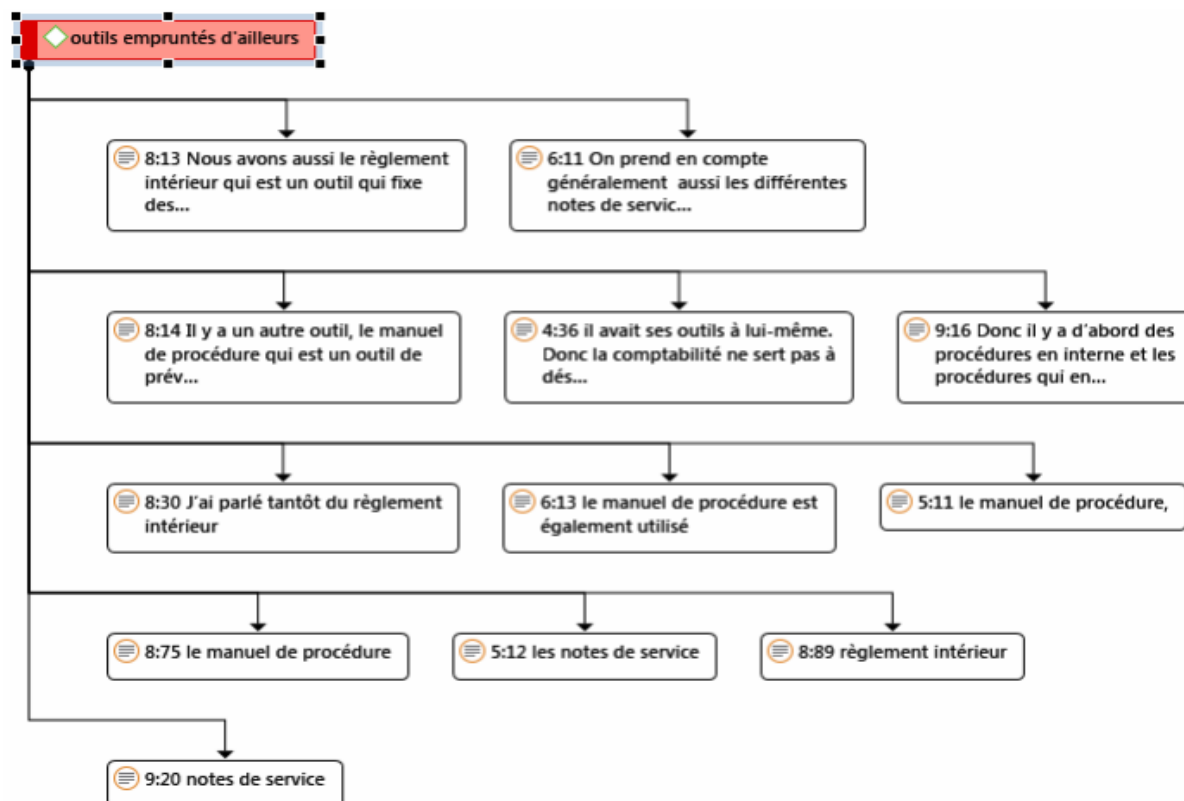 outils empruntés d'ailleurs
8:13 Nous avons aussi le règlement
intérieur qui est un outil qui fixe
des...
6:11 On prend en compte
généralement aussi les différentes
notes de servic...
8:14 Il y a un autre outil, le manuel
de procédure qui est un outil de
prév...
4:36 il avait ses outils à lui-même.
Donc la comptabilité ne sert pas à
dés...
9:16 Donc il y a d'abord des
procédures en interne et les
procédures qui en...
8:30 J'ai parlé tantôt du règlement
intérieur
6:13 le manuel de procédure est
également utilisé
5:11 le manuel de procédure,
8:75 le manuel de procédure
5:12 les notes de service
8:89 règlement intérieur
9:20 notes de service